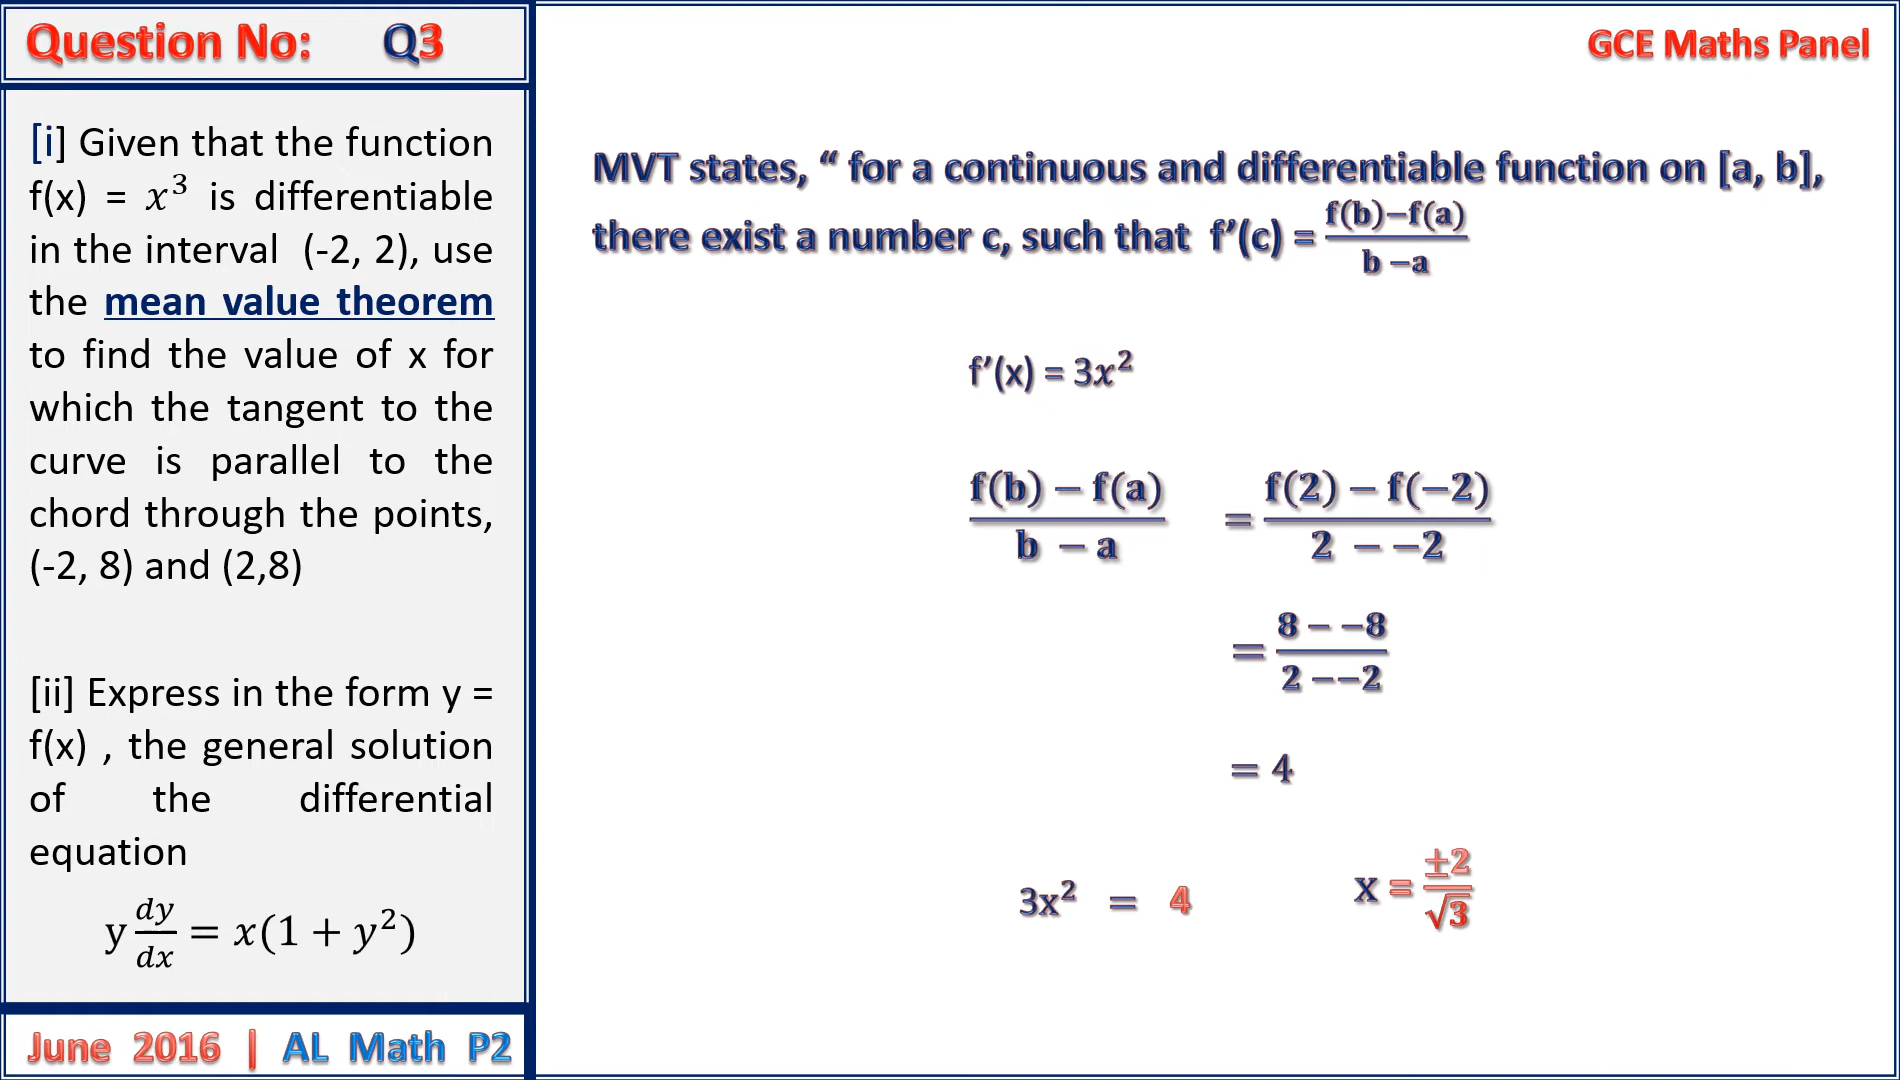 Question No: Q3
GCE Maths Panel
[i] Given that the function
f(x) = x³ is differentiable
in the interval (-2, 2), use
the mean value theorem
to find the value of x for
which the tangent to the
curve is parallel to the
chord through the points,
(-2, 8) and (2,8)
[ii] Express in the form y =
f(x) , the general solution
of the differential
equation
y dy/dx = x(1 + y²)
June 2016 | AL Math P2
MVT states, “ for a continuous and differentiable function on [a, b],
there exist a number c, such that f’(c) = f(b)−f(a) / b −a
f’(x) = 3x²
f(b) − f(a) / b − a = f(2) − f(−2) / 2 − −2
= 8 − −8 / 2 −−2
= 4
3x² = 4 x = ±2/√3